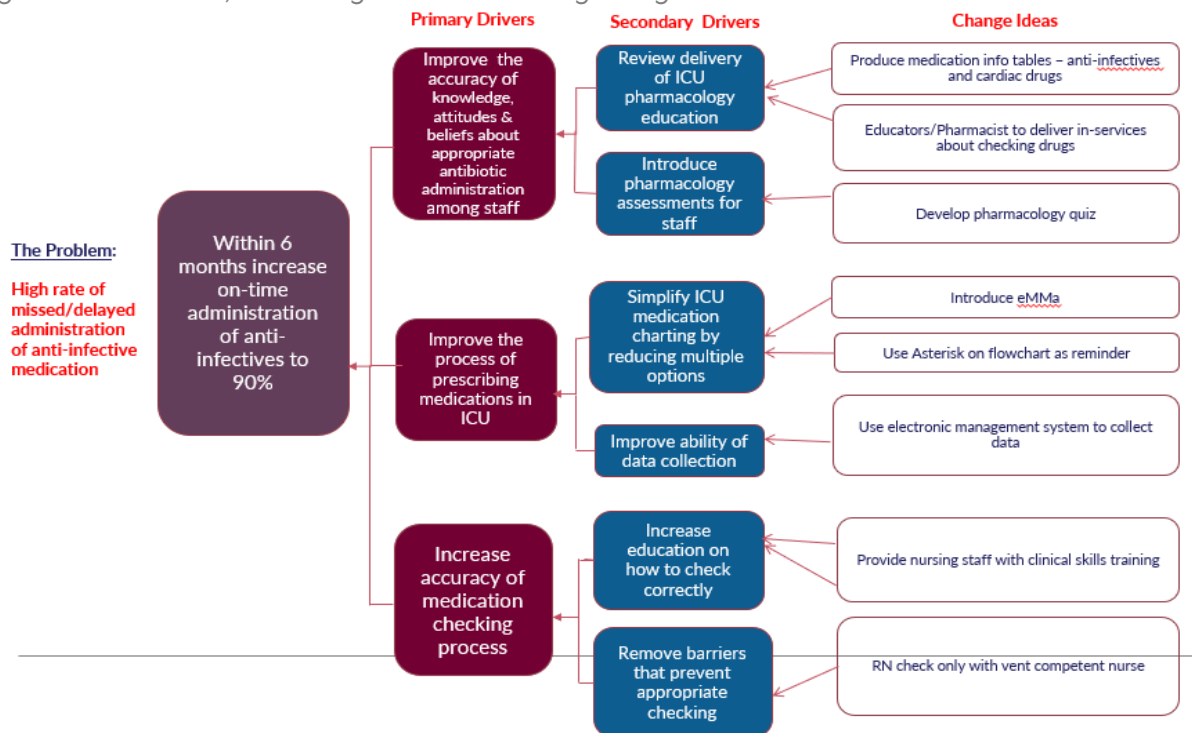 Primary Drivers
Secondary Drivers
Change Ideas
The Problem:
High rate of
missed/delayed
administration
of anti-infective
medication
Within 6
months increase
on-time
administration
of anti-
infectives to
90%
Improve the
accuracy of
knowledge,
attitudes &
beliefs about
appropriate
antibiotic
administration
among staff
Review delivery
of ICU
pharmacology
education
Produce medication info tables – anti-infectives
and cardiac drugs
Educators/Pharmacist to deliver in-services
about checking drugs
Introduce
pharmacology
assessments for
staff
Develop pharmacology quiz
Improve the
process of
prescribing
medications in
ICU
Simplify ICU
medication
charting by
reducing multiple
options
Introduce eMMa
Use Asterisk on flowchart as reminder
Improve ability of
data collection
Use electronic management system to collect
data
Increase
accuracy of
medication
checking
process
Increase
education on
how to check
correctly
Provide nursing staff with clinical skills training
Remove barriers
that prevent
appropriate
checking
RN check only with vent competent nurse